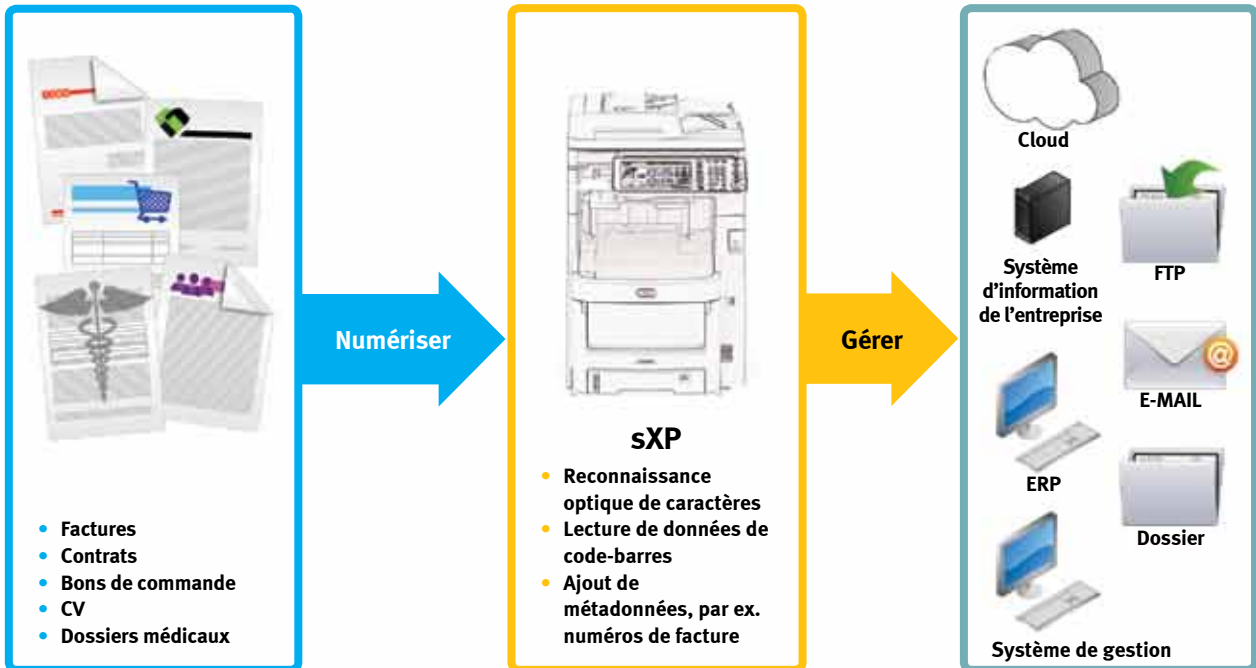 • Factures
• Contrats
• Bons de commande
• CV
• Dossiers médicaux
Numériser
sXP
• Reconnaissance
optique de caractères
• Lecture de données de
code-barres
• Ajout de
métadonnées, par ex.
numéros de facture
Gérer
Cloud
Système
d’information
de l’entreprise
FTP
E-MAIL
@
ERP
Dossier
Système de gestion